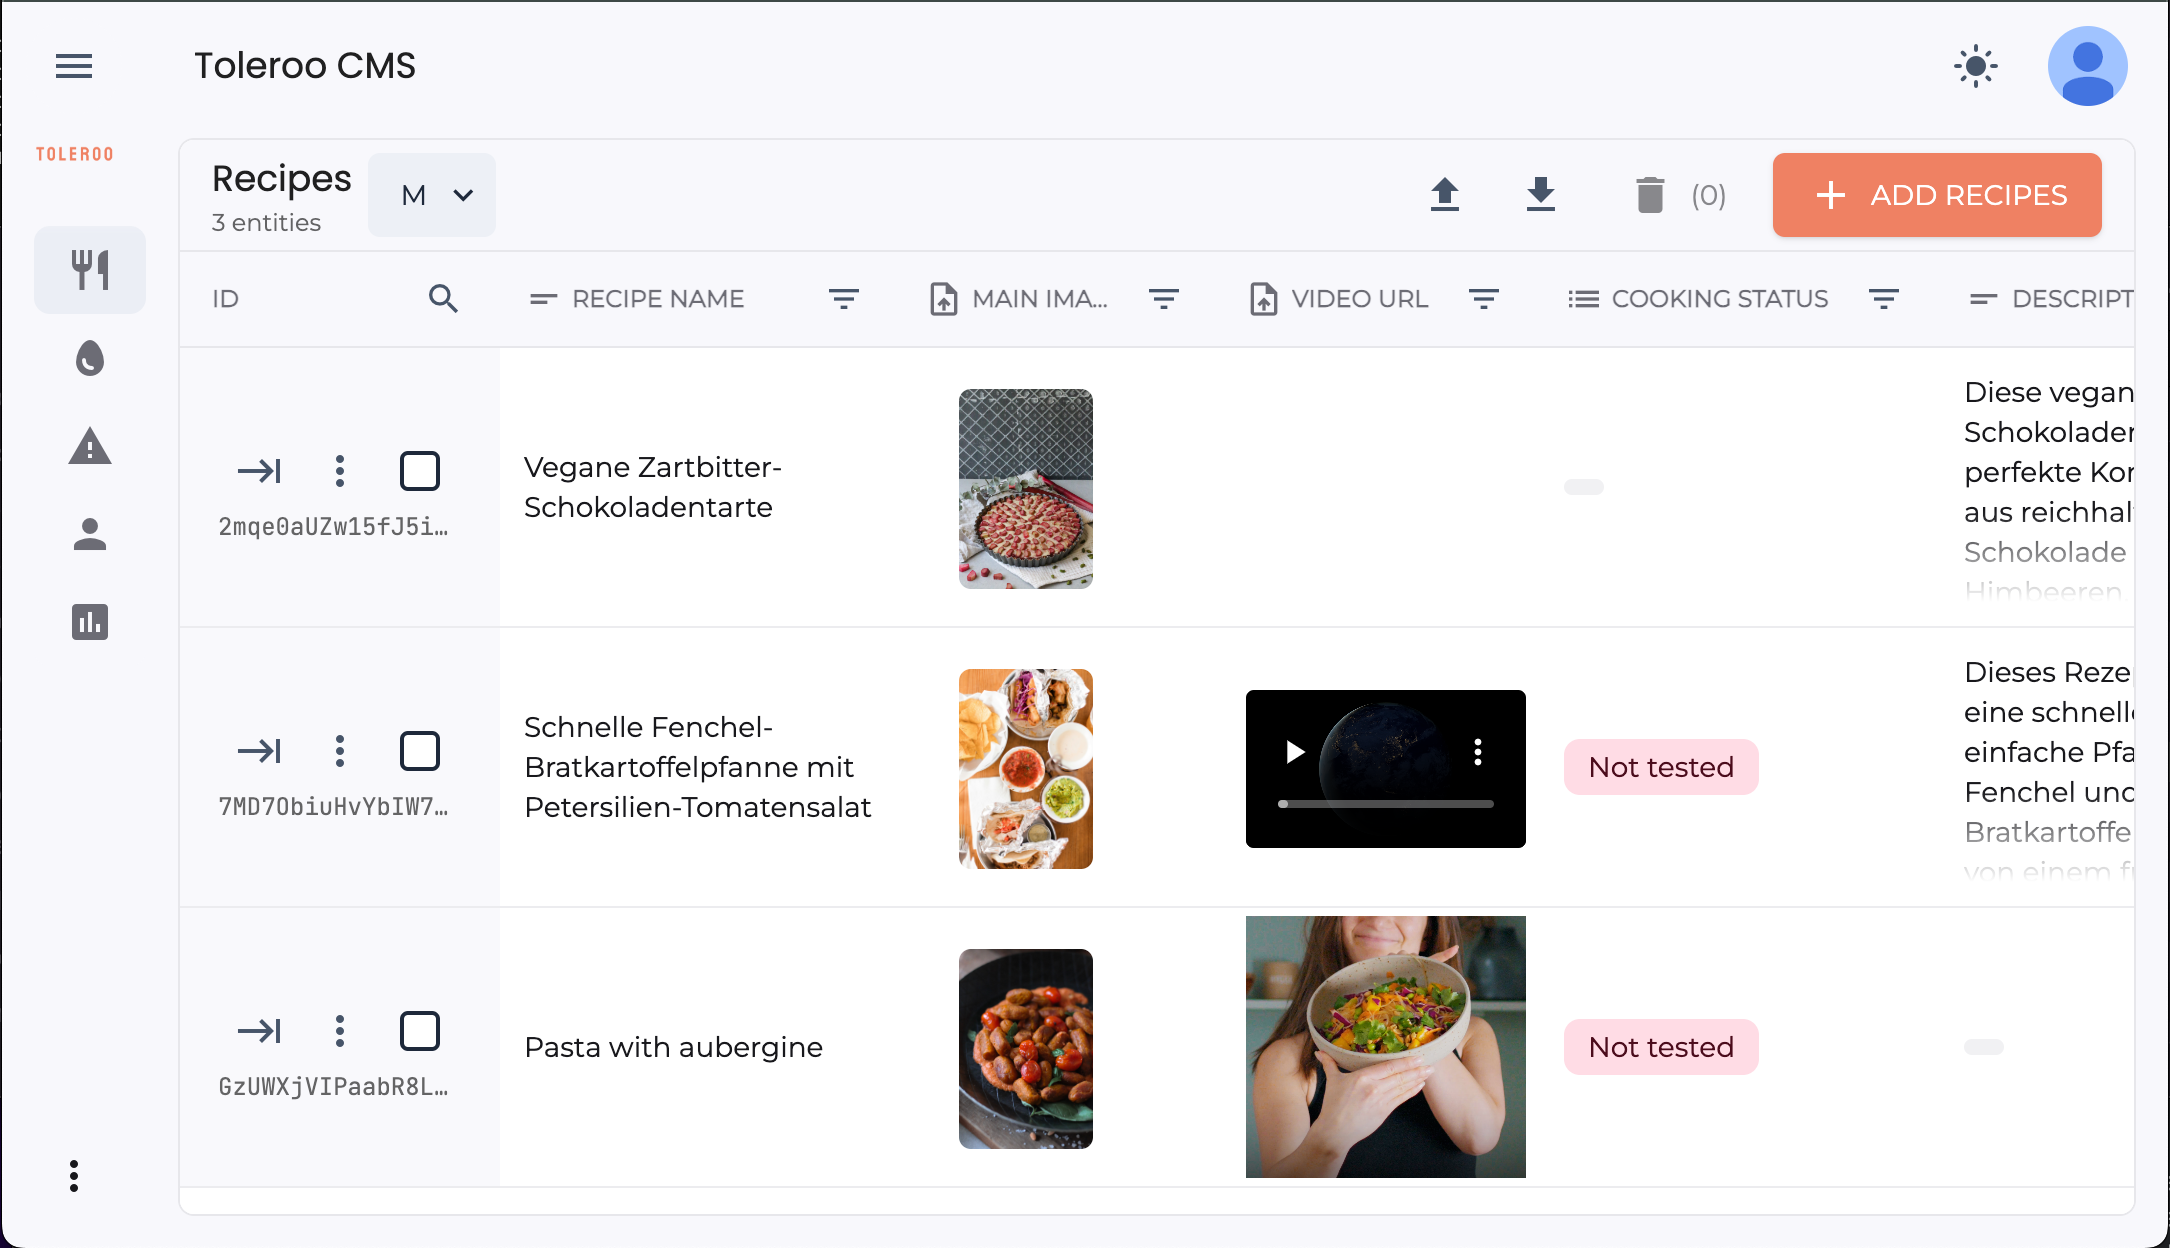 Toleroo CMS
TOLEROO
Recipes
3 entities
M
(0)
ADD RECIPES
ID
RECIPE NAME
MAIN IMA...
VIDEO URL
COOKING STATUS
DESCRIPT
2mqe0aUZw15fJ5i…
Vegane Zartbitter-
Schokoladentarte
Diese vegan
Schokolader
perfekte Kor
aus reichhal
Schokolade
Himbeeren.
7MD7ObiuHvYbIW7…
Schnelle Fenchel-
Bratkartoffelpfanne mit
Petersilien-Tomatensalat
Not tested
Dieses Reze
eine schnell
einfache Pfa
Fenchel und
Bratkartoffe
von einem f
GzUWXjVIPaabR8L…
Pasta with aubergine
Not tested